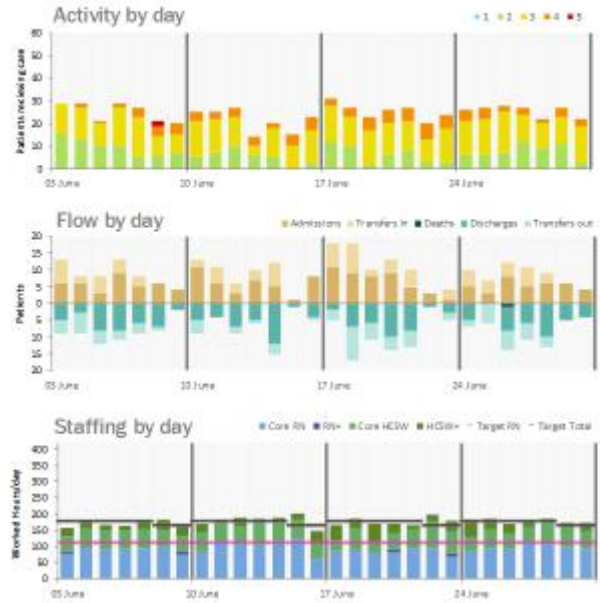 Activity by day
1 2 3 4 5
Patients receiving care
60
50
40
30
20
10
0
03 June 10 June 17 June 24 June
Flow by day
Admissions Transfers in Deaths Discharges Transfers out
Patients
20
15
10
5
0
5
10
15
20
03 June 10 June 17 June 24 June
Staffing by day
Core RN RN+ Core HCSW HCSW+ Target RN Target Total
Worked Hours/day
400
350
300
250
200
150
100
50
0
03 June 10 June 17 June 24 June